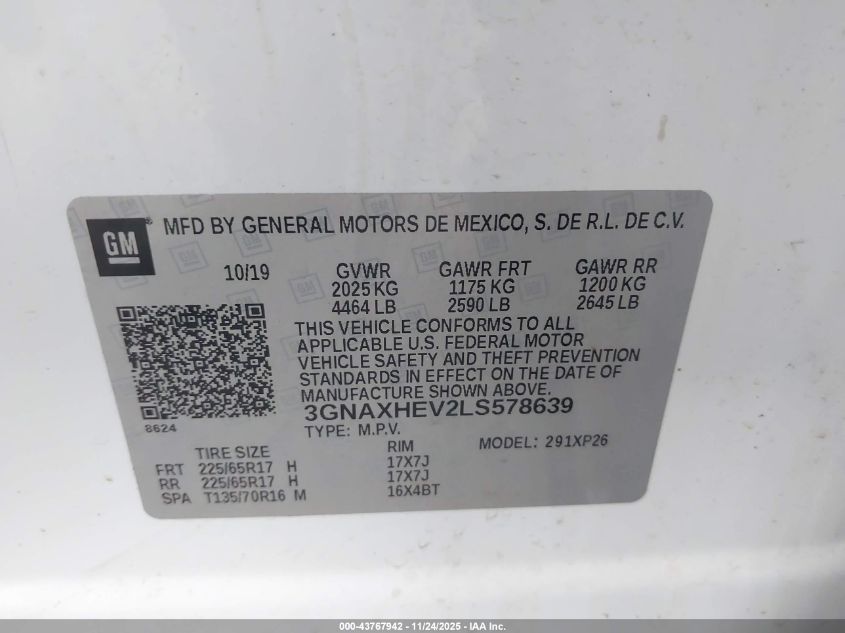 GM
MFD BY GENERAL MOTORS DE MEXICO, S. DE R.L. DE C.V.
10/19 GVWR GAWR FRT GAWR RR
2025 KG 1175 KG 1200 KG
4464 LB 2590 LB 2645 LB
THIS VEHICLE CONFORMS TO ALL
APPLICABLE U.S. FEDERAL MOTOR
VEHICLE SAFETY AND THEFT PREVENTION
STANDARDS IN EFFECT ON THE DATE OF
MANUFACTURE SHOWN ABOVE.
3GNAXHEV2LS578639
8624
TYPE: M.P.V. MODEL: 291XP26
TIRE SIZE RIM
FRT 225/65R17 H 17X7J
RR 225/65R17 H 17X7J
SPA T135/70R16 M 16X4BT
000-43767942 - 11/24/2025 - IAA Inc.